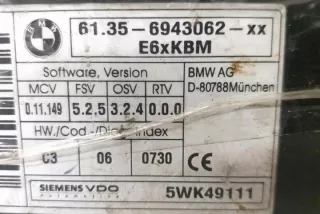 BMW
61.35-6943062-xx
E6xKBM
Software, Version
MCV FSV OSV RTV
0.11.149 5.2.5 3.2.4 0.0.0
BMW AG
D-80788München
HW./Cod-/Diag. Index
C3 06 0730 CE
SIEMENS VDO
Automotive
5WK49111